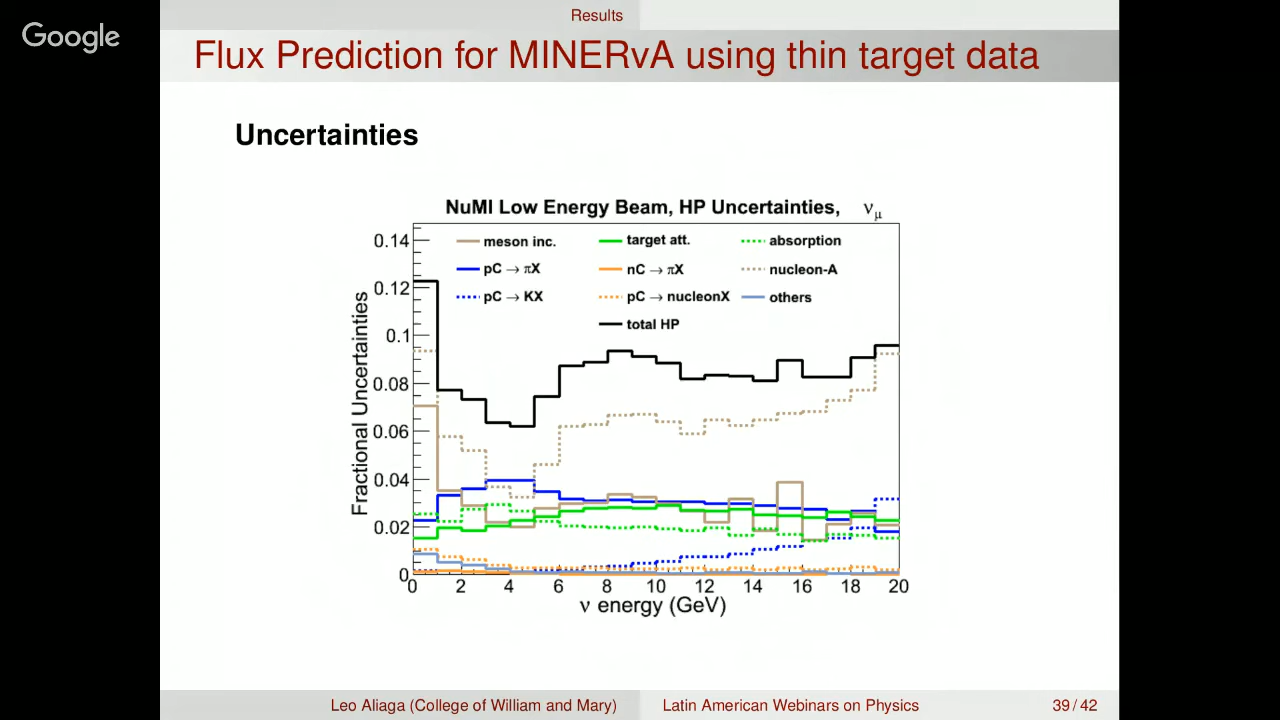 Google
Results
Flux Prediction for MINERvA using thin target data
Uncertainties
NuMI Low Energy Beam, HP Uncertainties, νμ
meson inc.
target att.
absorption
pC → πX
nC → πX
nucleon-A
pC → KX
pC → nucleonX
others
total HP
Fractional Uncertainties
0.14
0.12
0.1
0.08
0.06
0.04
0.02
0
0 2 4 6 8 10 12 14 16 18 20
ν energy (GeV)
Leo Aliaga (College of William and Mary)
Latin American Webinars on Physics
39 / 42